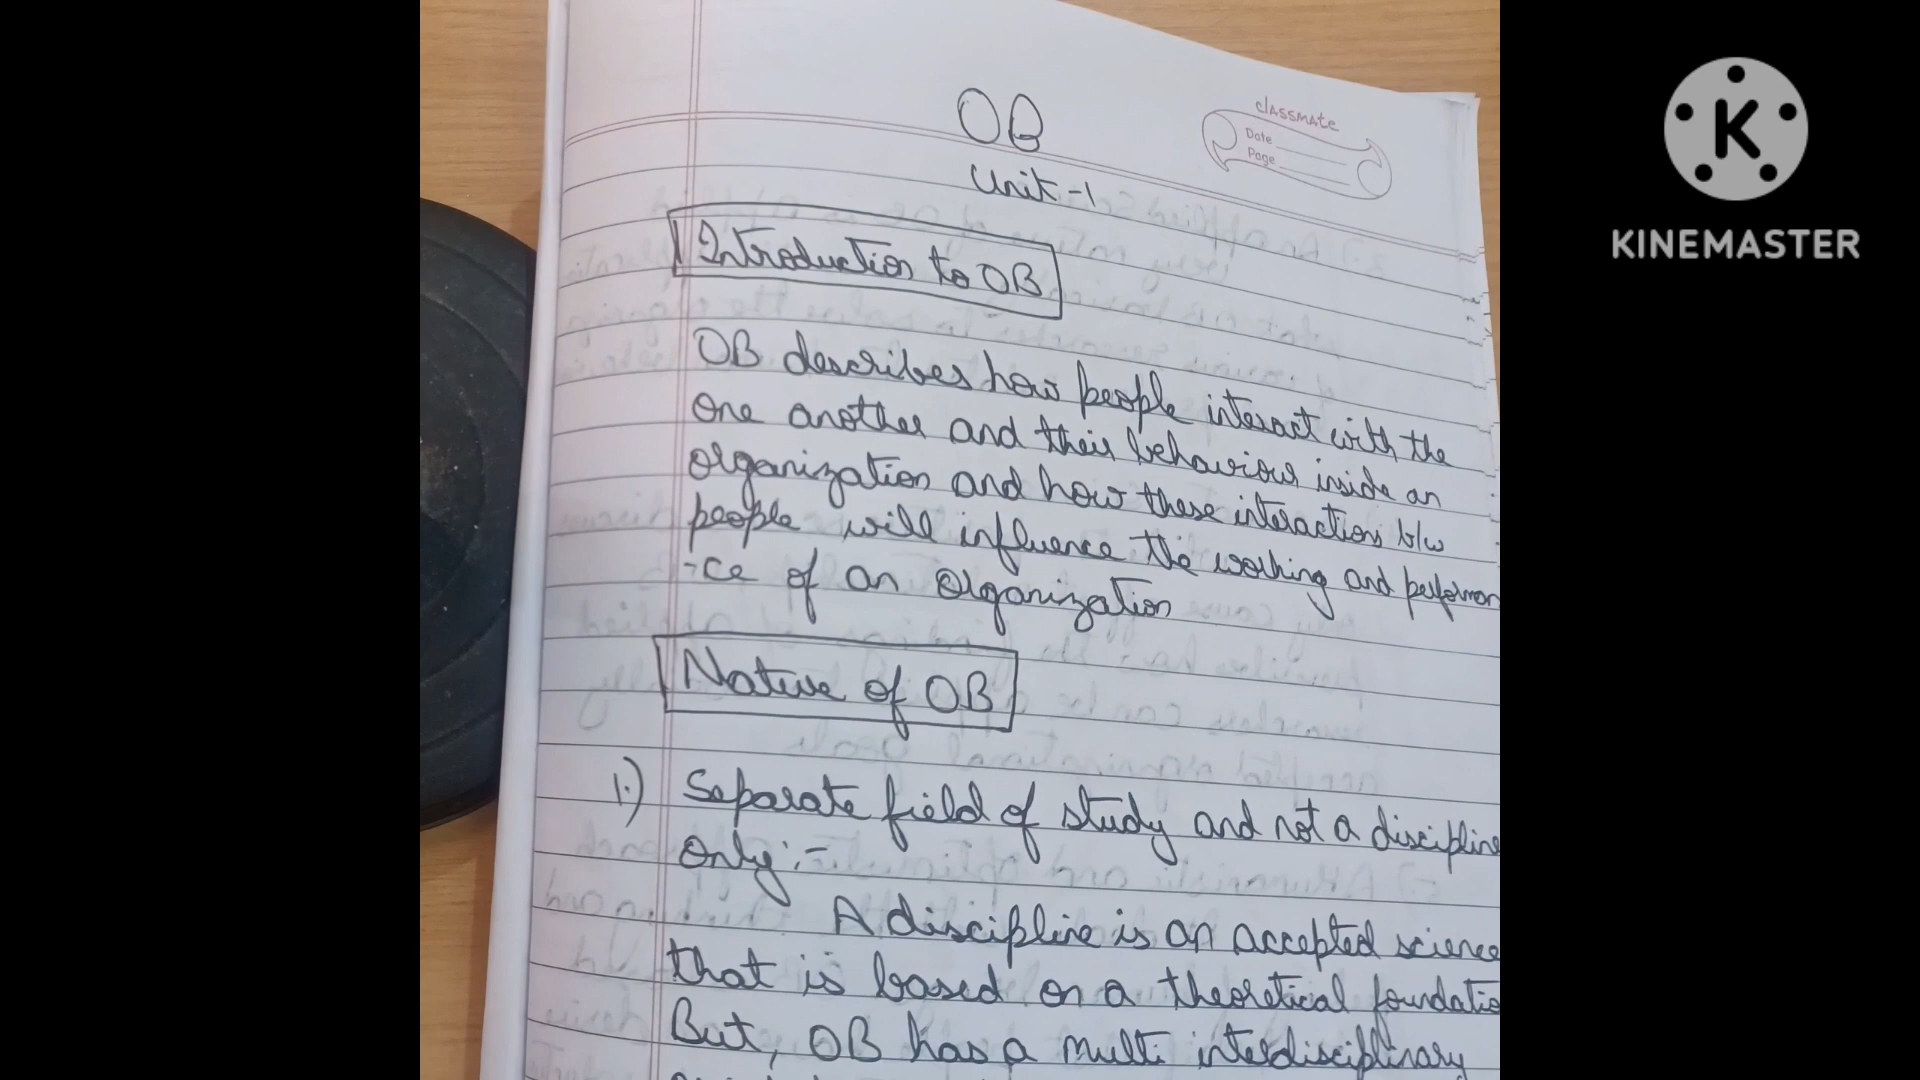 OB
classmate
Date
Page
Unit-1
Introduction to OB
OB describes how people interact with the
one another and their behaviour inside an
organization and how these interaction b/w
people will influence the working and performan
-ce of an organization
Nature of OB
1.) Separate field of study and not a discipline
only:-
A discipline is an accepted science
that is based on a theoretical foundatio
But, OB has a multi interdisciplinary
K
KINEMASTER